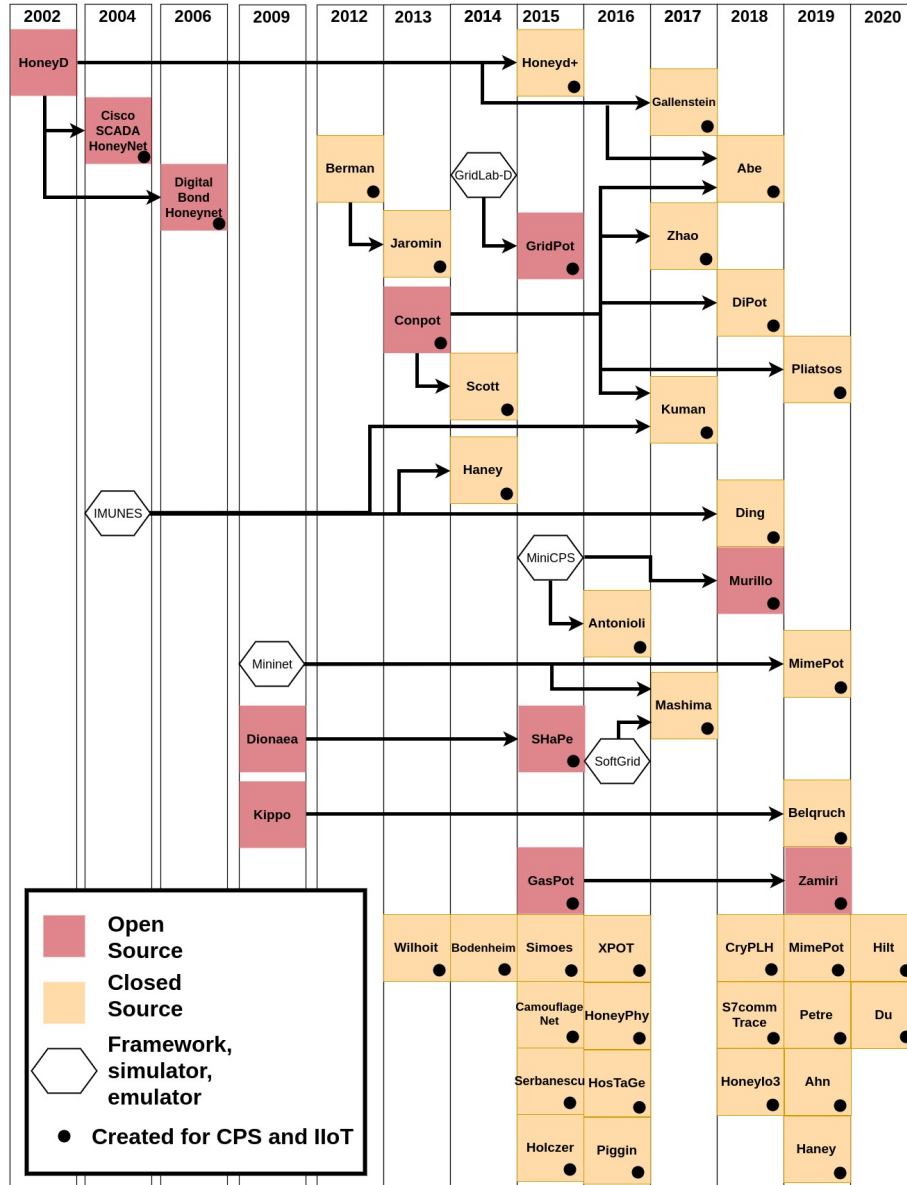 2002 2004 2006 2009 2012 2013 2014 2015 2016 2017 2018 2019 2020
HoneyD
Honeyd+
Gallenstein
Cisco
SCADA
HoneyNet
Berman
GridLab-D
Abe
Digital
Bond
Honeynet
Jaromin
GridPot
Zhao
Conpot
DiPot
Scott
Pliatsos
Kuman
Haney
IMUNES
Ding
MiniCPS
Murillo
Antonioli
Mininet
MimePot
Mashima
Dionaea
SHaPe
SoftGrid
Kippo
Belqruch
GasPot
Zamiri
Wilhoit
Bodenheim
Simoes
XPOT
CryPLH
MimePot
Hilt
Camouflage
Net
HoneyPhy
S7comm
Trace
Petre
Du
Serbanescu
HosTaGe
Honeylo3
Ahn
Holczer
Piggin
Haney
Open
Source
Closed
Source
Framework,
simulator,
emulator
Created for CPS and IIoT